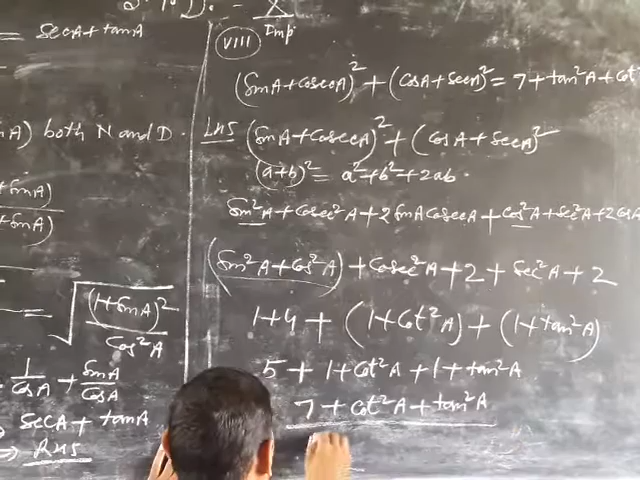 = SecA + tanA
A) both N and D.
+ SinA)
+ SinA)
= √((1+SinA)² / Cos²A)
1/CosA + SinA/CosA
SecA + tanA
⇒ RHS
(VIII) Imp
(SinA + CosecA)² + (CosA + SecA)² = 7 + tan²A + Cot
LHS (SinA + CosecA)² + (CosA + SecA)²
(a+b)² = a² + b² + 2ab.
Sin²A + Cosec²A + 2 SinA CosecA + Cos²A + Sec²A + 2 CosA
(Sin²A + Cos²A) + Cosec²A + 2 + Sec²A + 2
1+4 + (1+Cot²A) + (1+tan²A)
5 + 1+Cot²A + 1+tan²A
7 + Cot²A + tan²A